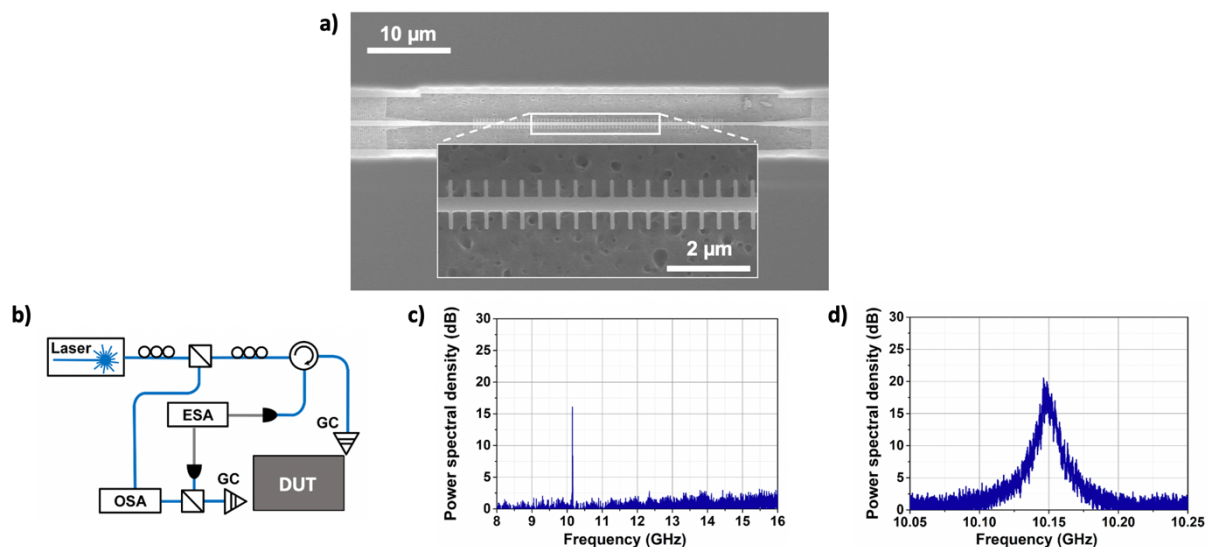 a)
10 μm
2 μm
b)
Laser
ESA
GC
GC
DUT
OSA
c)
Power spectral density (dB)
30
25
20
15
10
5
0
8 9 10 11 12 13 14 15 16
Frequency (GHz)
d)
Power spectral density (dB)
30
25
20
15
10
5
0
10.05 10.10 10.15 10.20 10.25
Frequency (GHz)